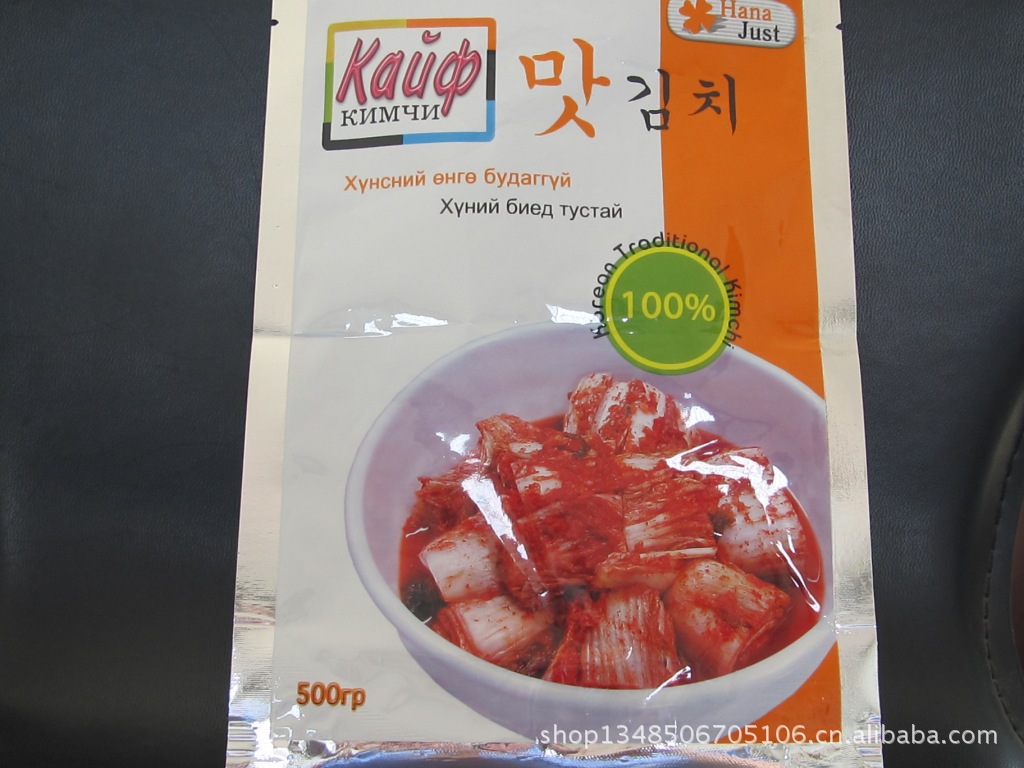 Hana
Just
Кайф
КИМЧИ
맛김치
Хүнсний өнгө будаггүй
Хүний биед тустай
Korean Traditional Kimchi
100%
500гр
shop1348506705106.cn.alibaba.com